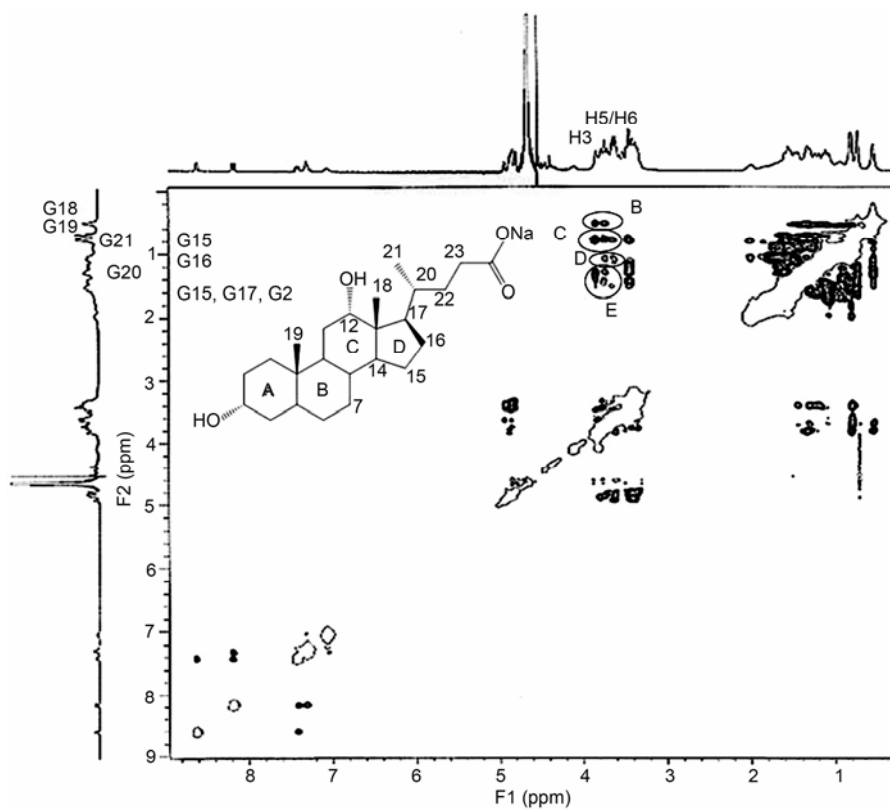 H5/H6
H3
G18
G19
G21
G20
G15
G16
G15, G17, G2
B
C
D
E
ONa
O
OH
21
20
22
23
18
19
12
17
16
14
15
7
A
B
C
D
HO
1
2
3
4
5
6
7
8
9
F2 (ppm)
8 7 6 5 4 3 2 1
F1 (ppm)